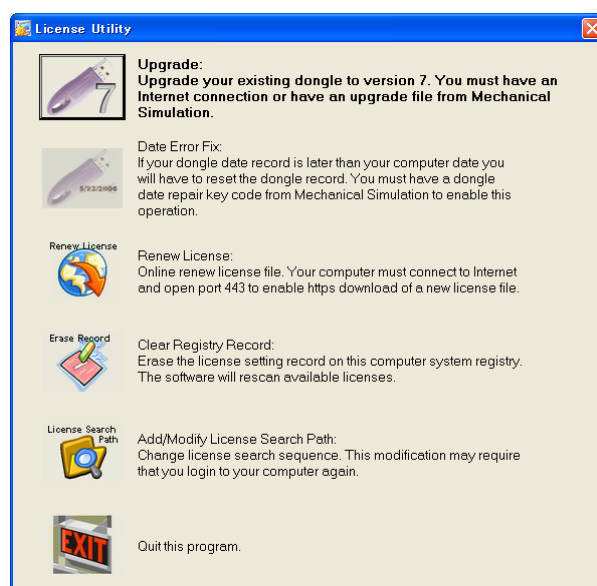 License Utility
Upgrade:
Upgrade your existing dongle to version 7. You must have an
Internet connection or have an upgrade file from Mechanical
Simulation.
7
Date Error Fix:
If your dongle date record is later than your computer date you
will have to reset the dongle record. You must have a dongle
date repair key code from Mechanical Simulation to enable this
operation.
5/23/2006
Renew License
Renew License:
Online renew license file. Your computer must connect to Internet
and open port 443 to enable https download of a new license file.
Erase Record
Clear Registry Record:
Erase the license setting record on this computer system registry.
The software will rescan available licenses.
License Search
Path
Add/Modify License Search Path:
Change license search sequence. This modification may require
that you login to your computer again.
EXIT
Quit this program.